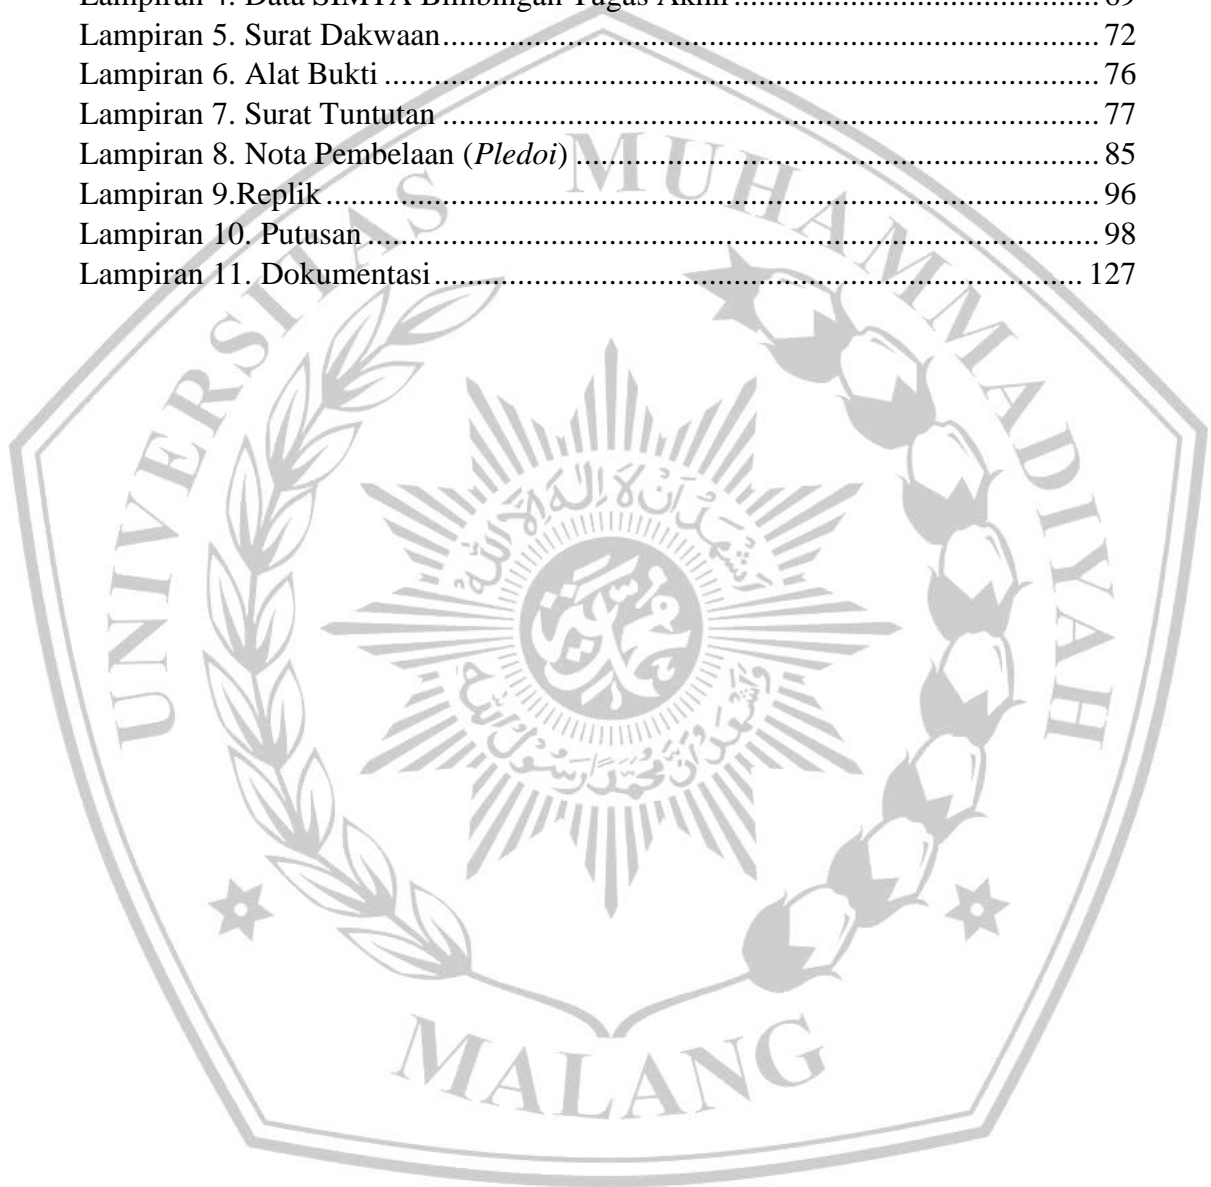 Lampiran 5. Surat Dakwaan........................................................................ 72
Lampiran 6. Alat Bukti ........................................................................ 76
Lampiran 7. Surat Tuntutan ........................................................................ 77
Lampiran 8. Nota Pembelaan (Pledoi) ........................................................................ 85
Lampiran 9.Replik........................................................................ 96
Lampiran 10. Putusan ........................................................................ 98
Lampiran 11. Dokumentasi........................................................................ 127
UNIVERSITAS MUHAMMADIYAH
MALANG